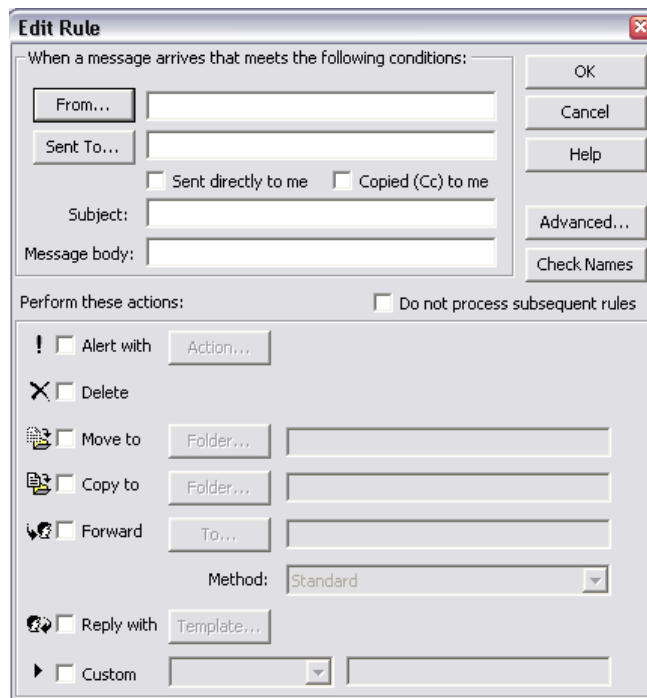 Edit Rule
When a message arrives that meets the following conditions:
OK
From...
Cancel
Sent To...
Help
Sent directly to me Copied (Cc) to me
Subject:
Advanced...
Message body:
Check Names
Perform these actions: Do not process subsequent rules
! Alert with Action...
Delete
Move to Folder...
Copy to Folder...
Forward To...
Method: Standard
Reply with Template...
Custom